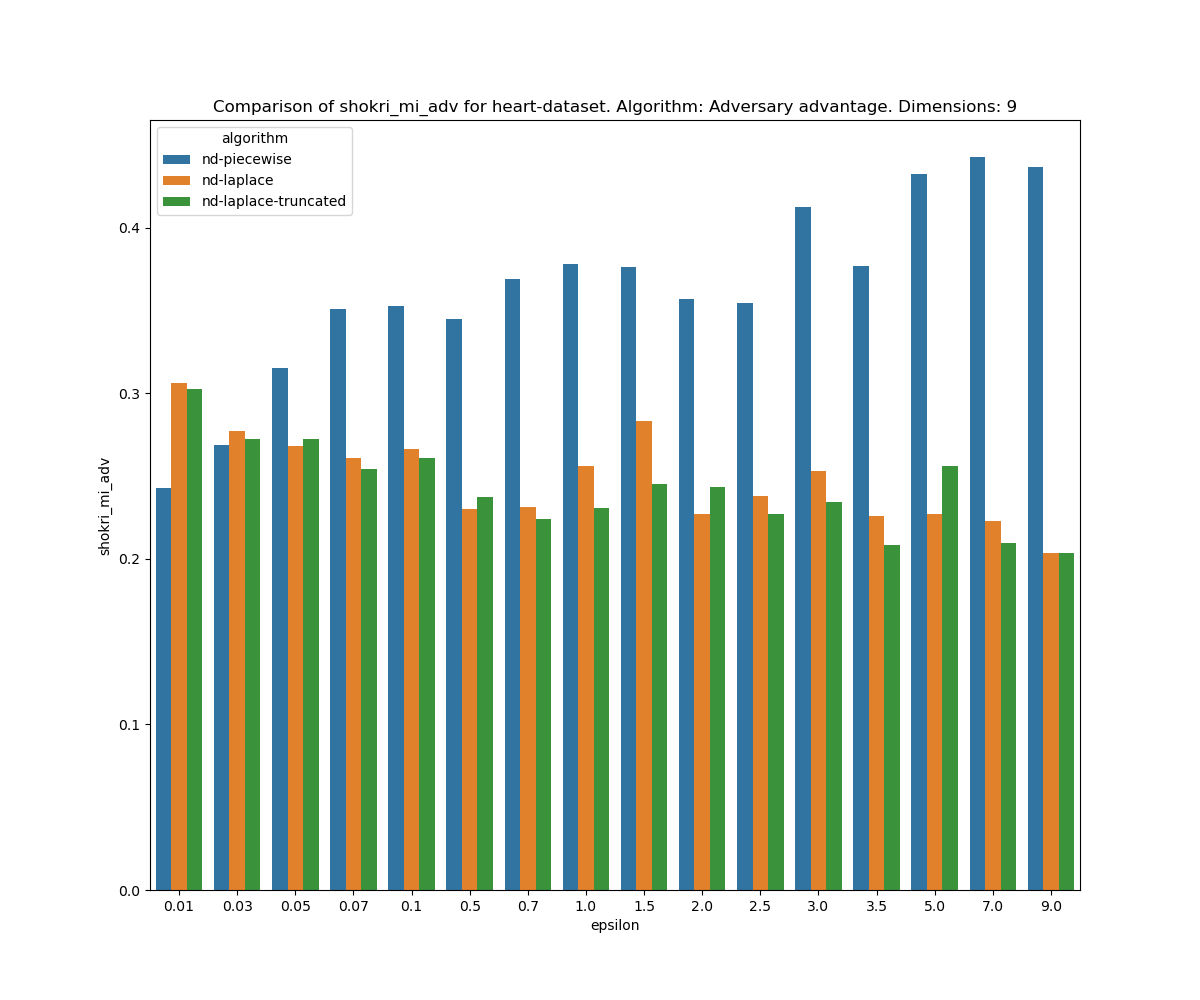 Comparison of shokri_mi_adv for heart-dataset. Algorithm: Adversary advantage. Dimensions: 9
algorithm
nd-piecewise
nd-laplace
nd-laplace-truncated
shokri_mi_adv
0.4
0.3
0.2
0.1
0.0
0.01 0.03 0.05 0.07 0.1 0.5 0.7 1.0 1.5 2.0 2.5 3.0 3.5 5.0 7.0 9.0
epsilon